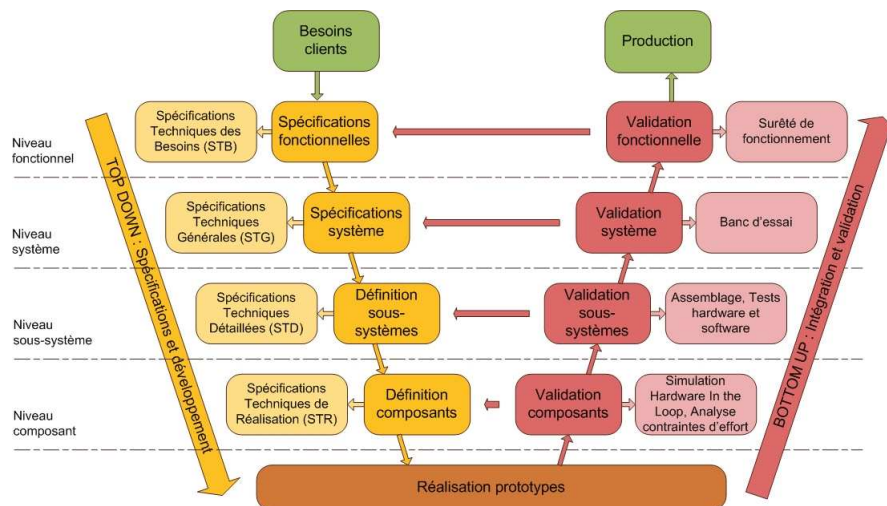 Besoins
clients
Production
Spécifications
Techniques des
Besoins (STB)
Spécifications
fonctionnelles
Validation
fonctionnelle
Surêté de
fonctionnement
Niveau
fonctionnel
Spécifications
Techniques
Générales (STG)
Spécifications
système
Validation
système
Banc d'essai
Niveau
système
Spécifications
Techniques
Détaillées (STD)
Définition
sous-
systèmes
Validation
sous-
systèmes
Assemblage, Tests
hardware et
software
Niveau
sous-système
Spécifications
Techniques de
Réalisation (STR)
Définition
composants
Validation
composants
Simulation
Hardware In the
Loop, Analyse
contraintes d'effort
Niveau
composant
Réalisation prototypes
TOP DOWN : Spécifications et développement
BOTTOM UP : Intégration et validation